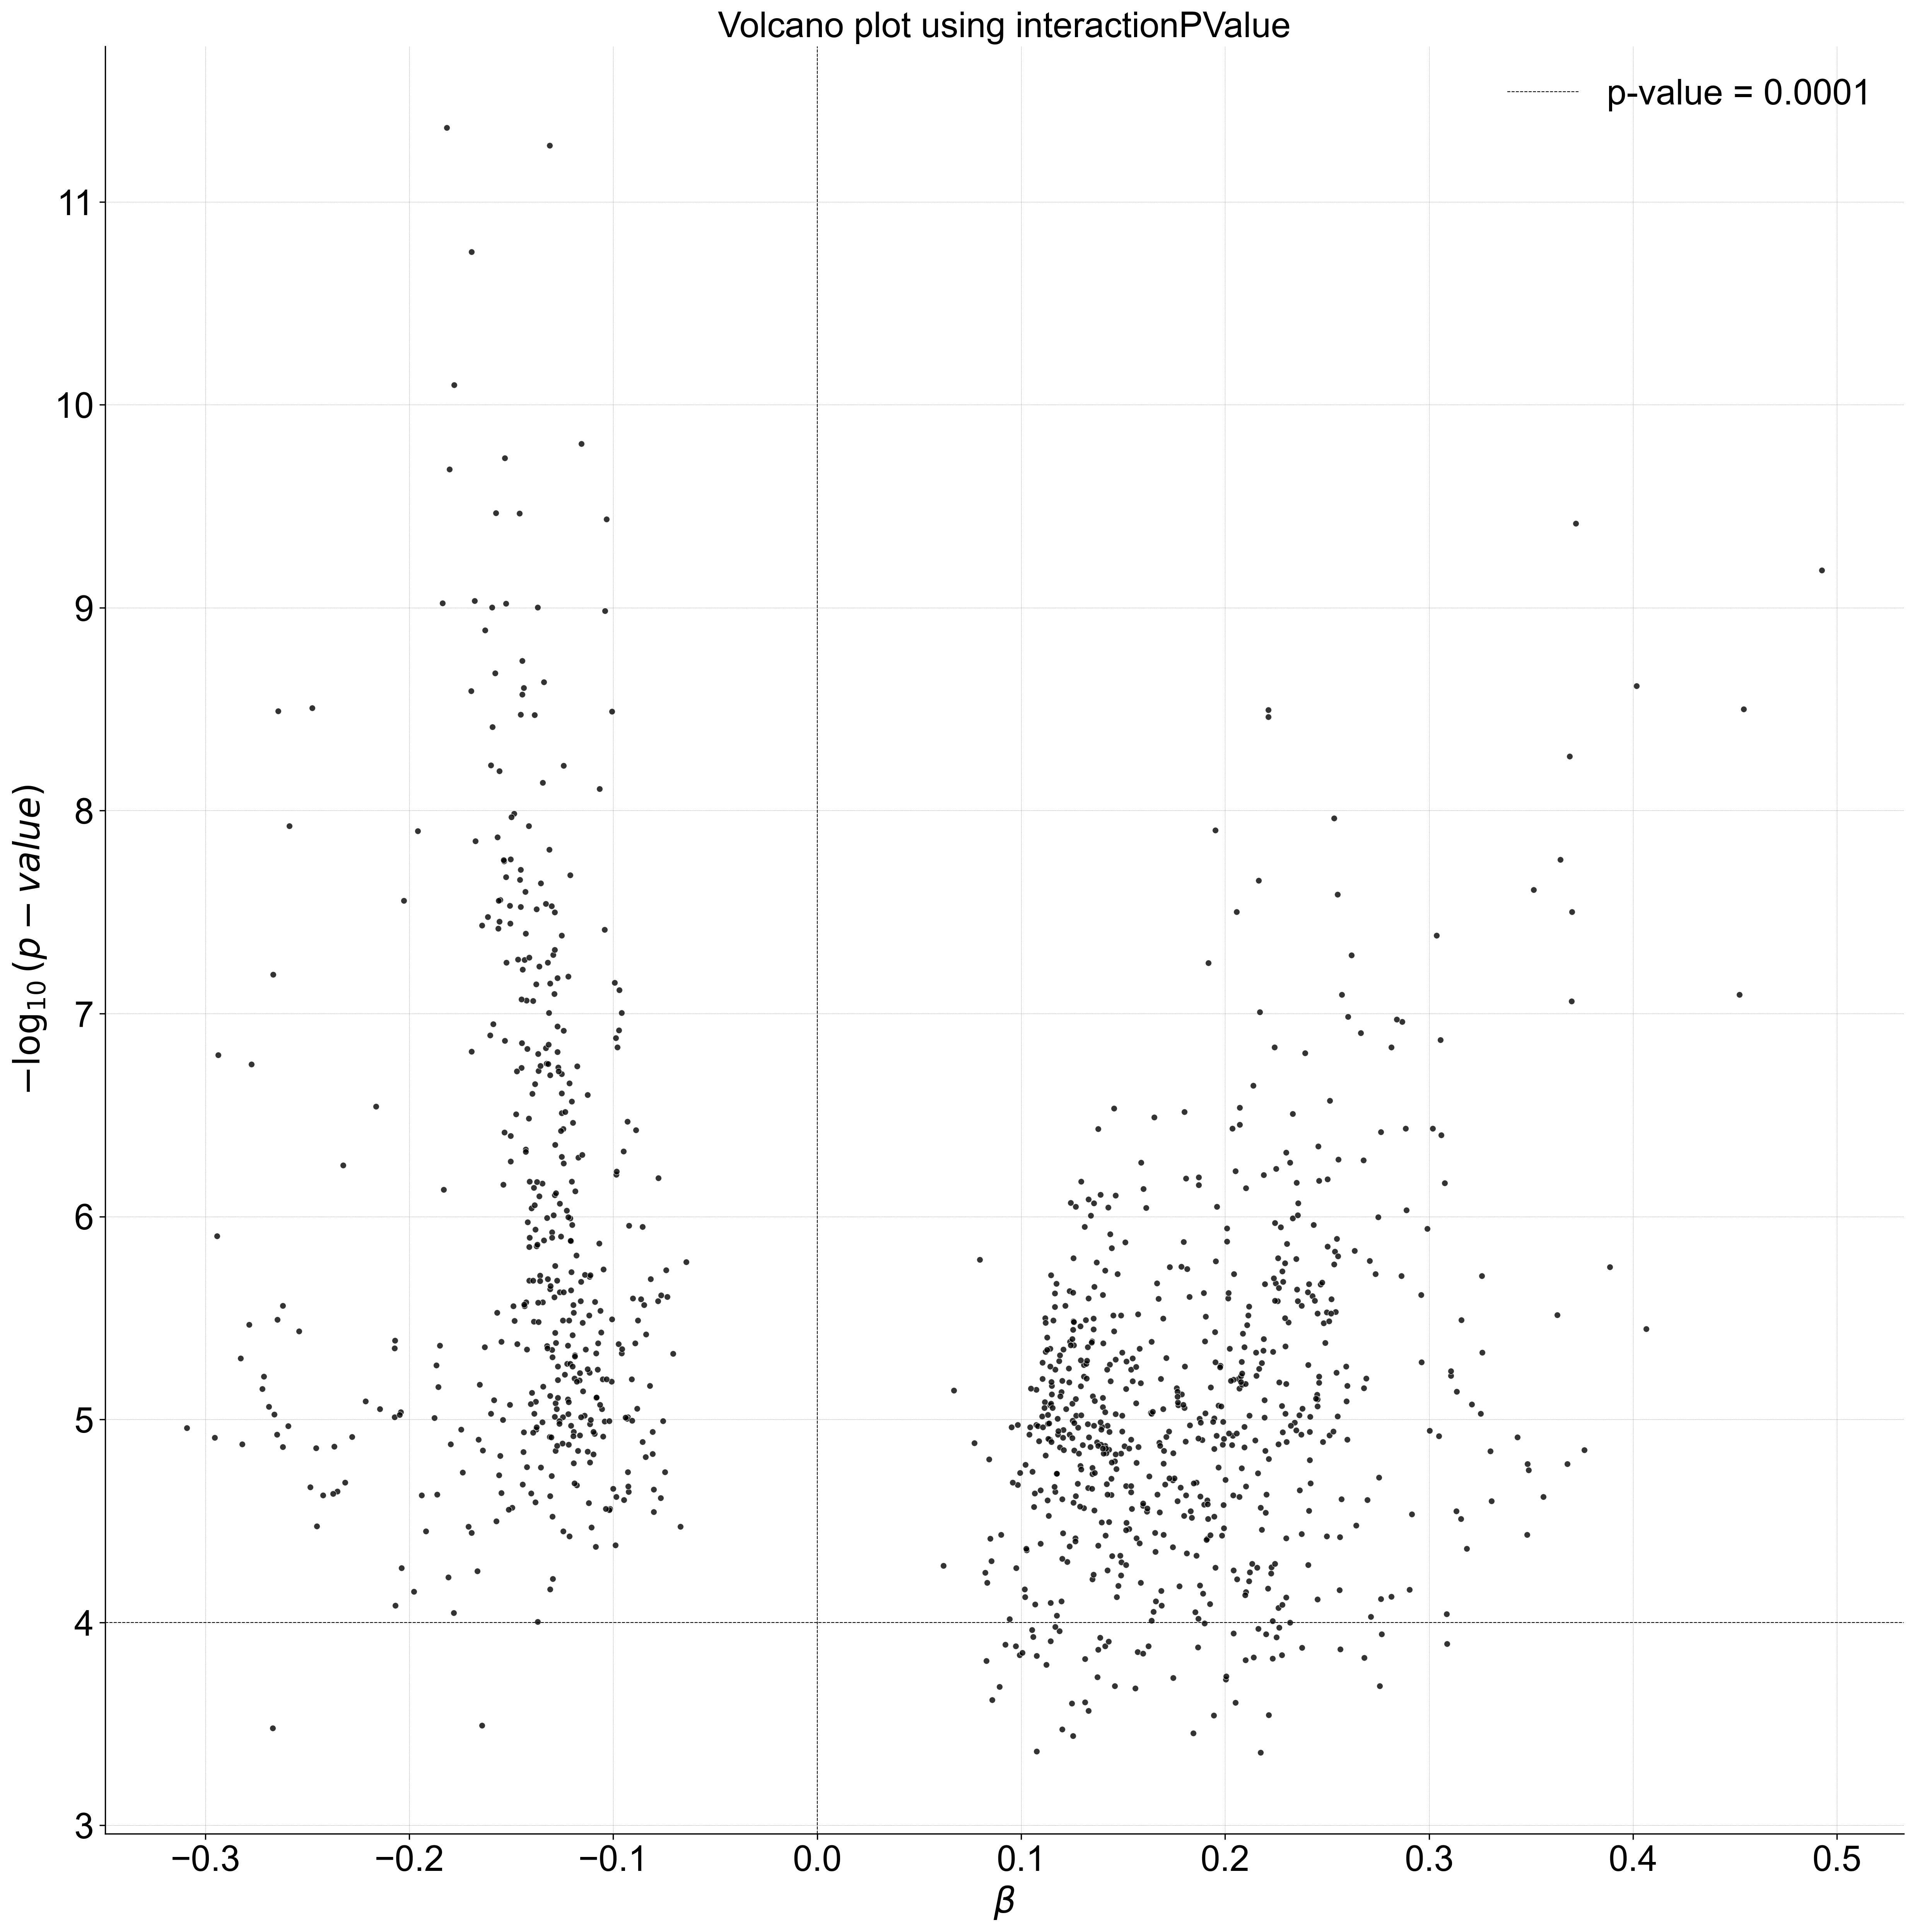 Volcano plot using interactionPValue
p-value = 0.0001
11
10
9
8
7
6
5
4
3
−log10 (p − value)
−0.3 −0.2 −0.1 0.0 0.1 0.2 0.3 0.4 0.5
β